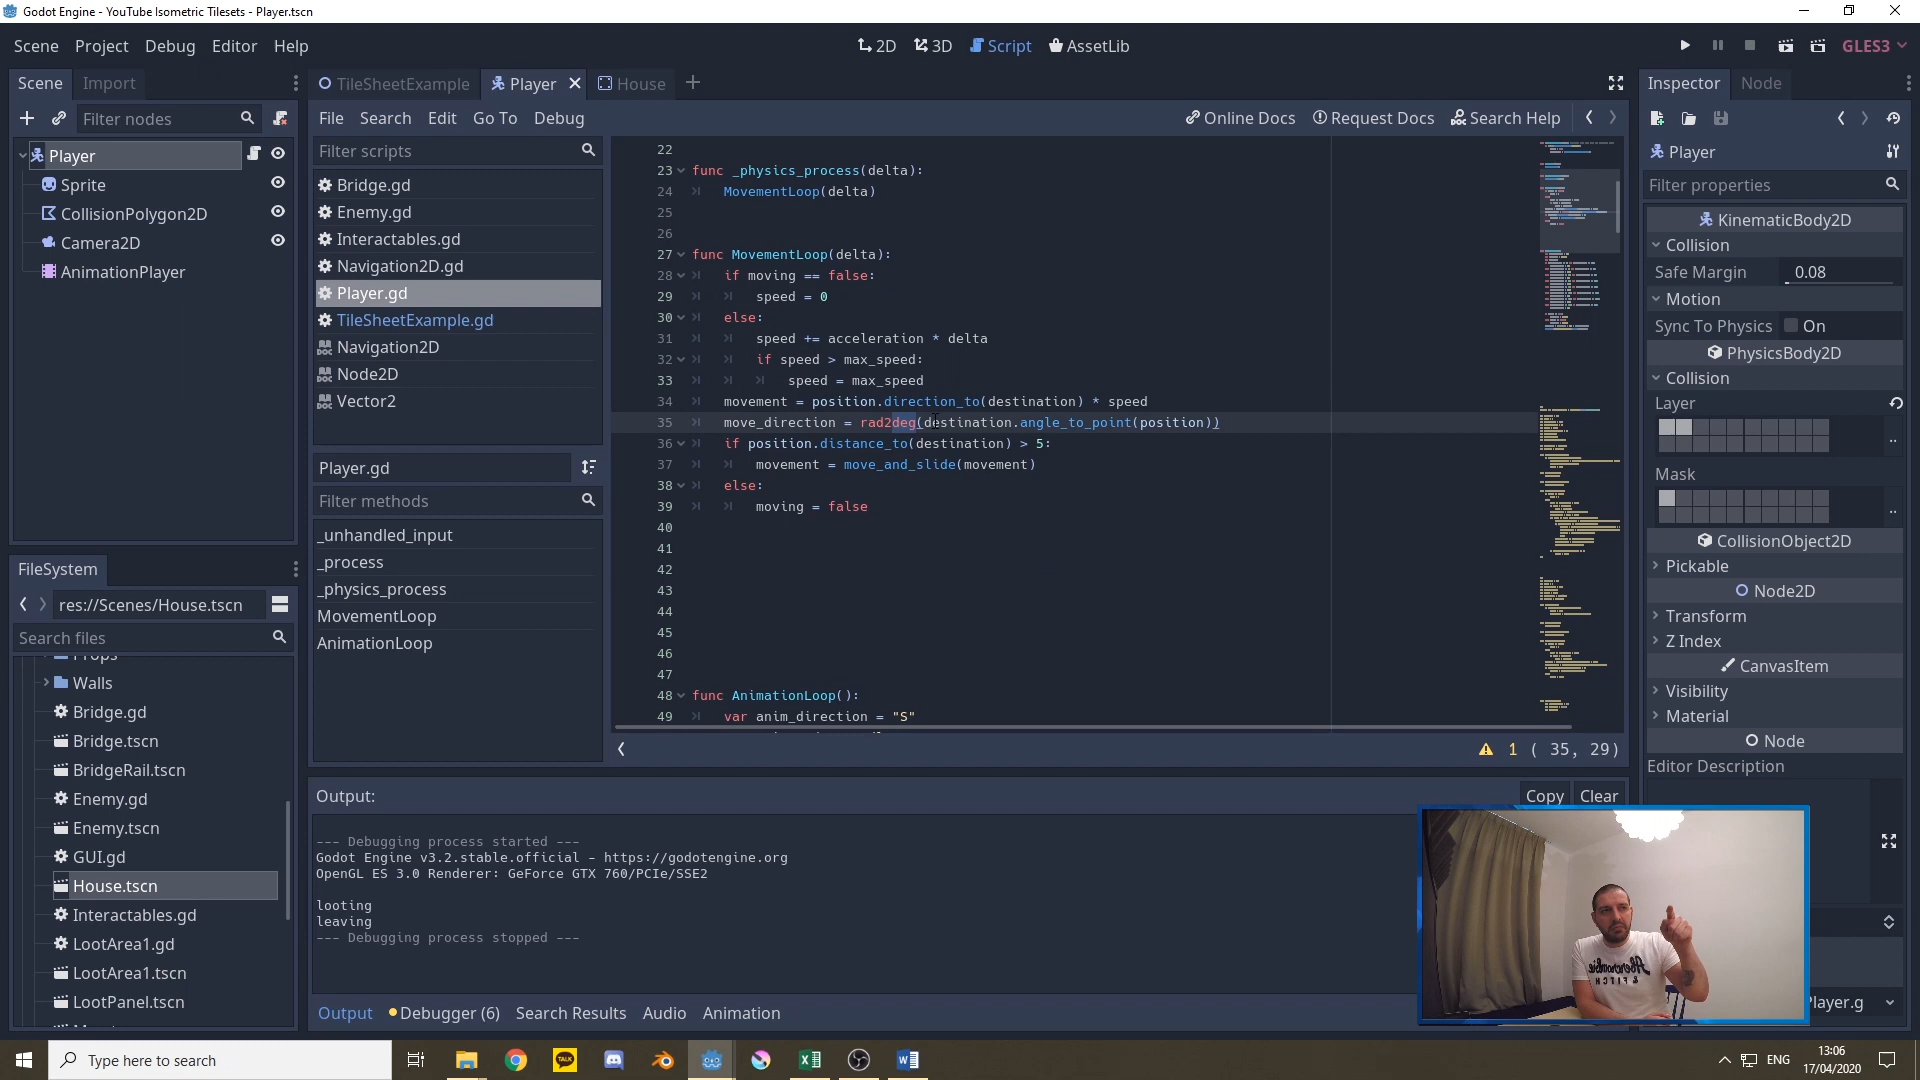 Godot Engine - YouTube Isometric Tilesets - Player.tscn
Scene Project Debug Editor Help
2D 3D Script AssetLib
GLES3
Scene Import
Filter nodes
Player
Sprite
CollisionPolygon2D
Camera2D
AnimationPlayer
FileSystem
res://Scenes/House.tscn
Search files
Props
Walls
Bridge.gd
Bridge.tscn
BridgeRail.tscn
Enemy.gd
Enemy.tscn
GUI.gd
House.tscn
Interactables.gd
LootArea1.gd
LootArea1.tscn
LootPanel.tscn
TileSheetExample Player House
File Search Edit Go To Debug
Online Docs Request Docs Search Help
Filter scripts
Bridge.gd
Enemy.gd
Interactables.gd
Navigation2D.gd
Player.gd
TileSheetExample.gd
Navigation2D
Node2D
Vector2
Player.gd
Filter methods
_unhandled_input
_process
_physics_process
MovementLoop
AnimationLoop
22
23 func _physics_process(delta):
24 MovementLoop(delta)
25
26
27 func MovementLoop(delta):
28 if moving == false:
29 speed = 0
30 else:
31 speed += acceleration * delta
32 if speed > max_speed:
33 speed = max_speed
34 movement = position.direction_to(destination) * speed
35 move_direction = rad2deg(destination.angle_to_point(position))
36 if position.distance_to(destination) > 5:
37 movement = move_and_slide(movement)
38 else:
39 moving = false
40
41
42
43
44
45
46
47
48 func AnimationLoop():
49 var anim_direction = "S"
1 ( 35, 29)
Output:
Copy Clear
--- Debugging process started ---
Godot Engine v3.2.stable.official - https://godotengine.org
OpenGL ES 3.0 Renderer: GeForce GTX 760/PCIe/SSE2
looting
leaving
--- Debugging process stopped ---
Output Debugger (6) Search Results Audio Animation
Inspector Node
Player
Filter properties
KinematicBody2D
Collision
Safe Margin 0.08
Motion
Sync To Physics On
PhysicsBody2D
Collision
Layer
Mask
CollisionObject2D
Pickable
Node2D
Transform
Z Index
CanvasItem
Visibility
Material
Node
Editor Description
Player.g
Type here to search
TALK
ENG
13:06
17/04/2020